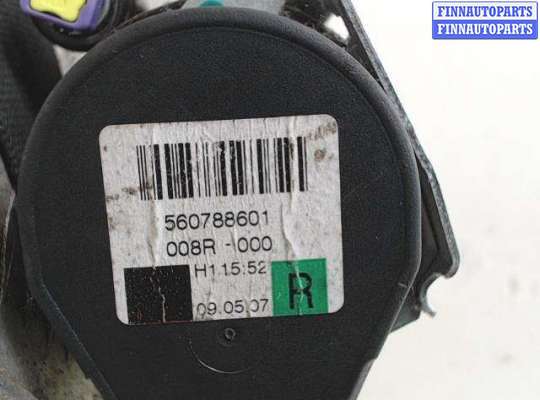 FINNAUTOPARTS
FINNAUTOPARTS
560788601
008R - 000
H1 15:52
09.05.07
R